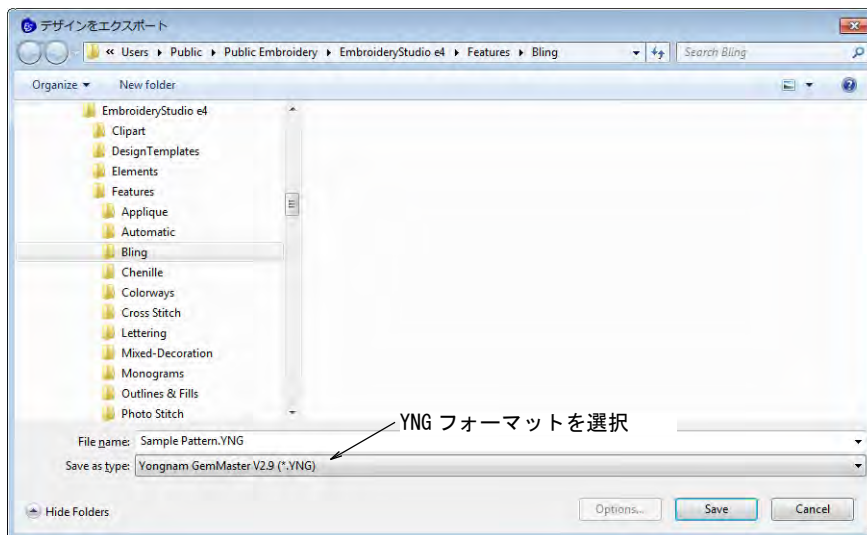 デザインをエクスポート
« Users ▸ Public ▸ Public Embroidery ▸ EmbroideryStudio e4 ▸ Features ▸ Bling
Search Bling
Organize ▾ New folder
EmbroideryStudio e4
Clipart
DesignTemplates
Elements
Features
Applique
Automatic
Bling
Chenille
Colorways
Cross Stitch
Lettering
Mixed-Decoration
Monograms
Outlines & Fills
Photo Stitch
YNG フォーマットを選択
File name: Sample Pattern.YNG
Save as type: Yongnam GemMaster V2.9 (*.YNG)
Hide Folders
Options...
Save
Cancel